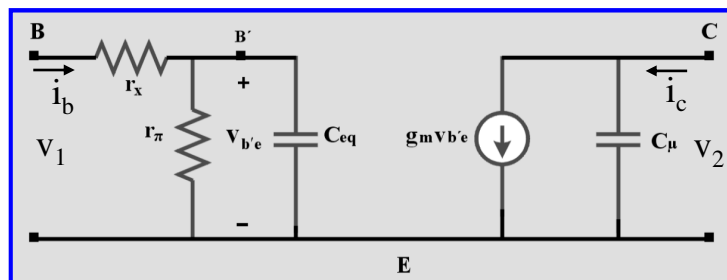 B
B′
C
i_b
r_x
+
i_c
V_1
r_π
V_b′e
C_eq
g_m V_b′e
C_μ
V_2
–
E